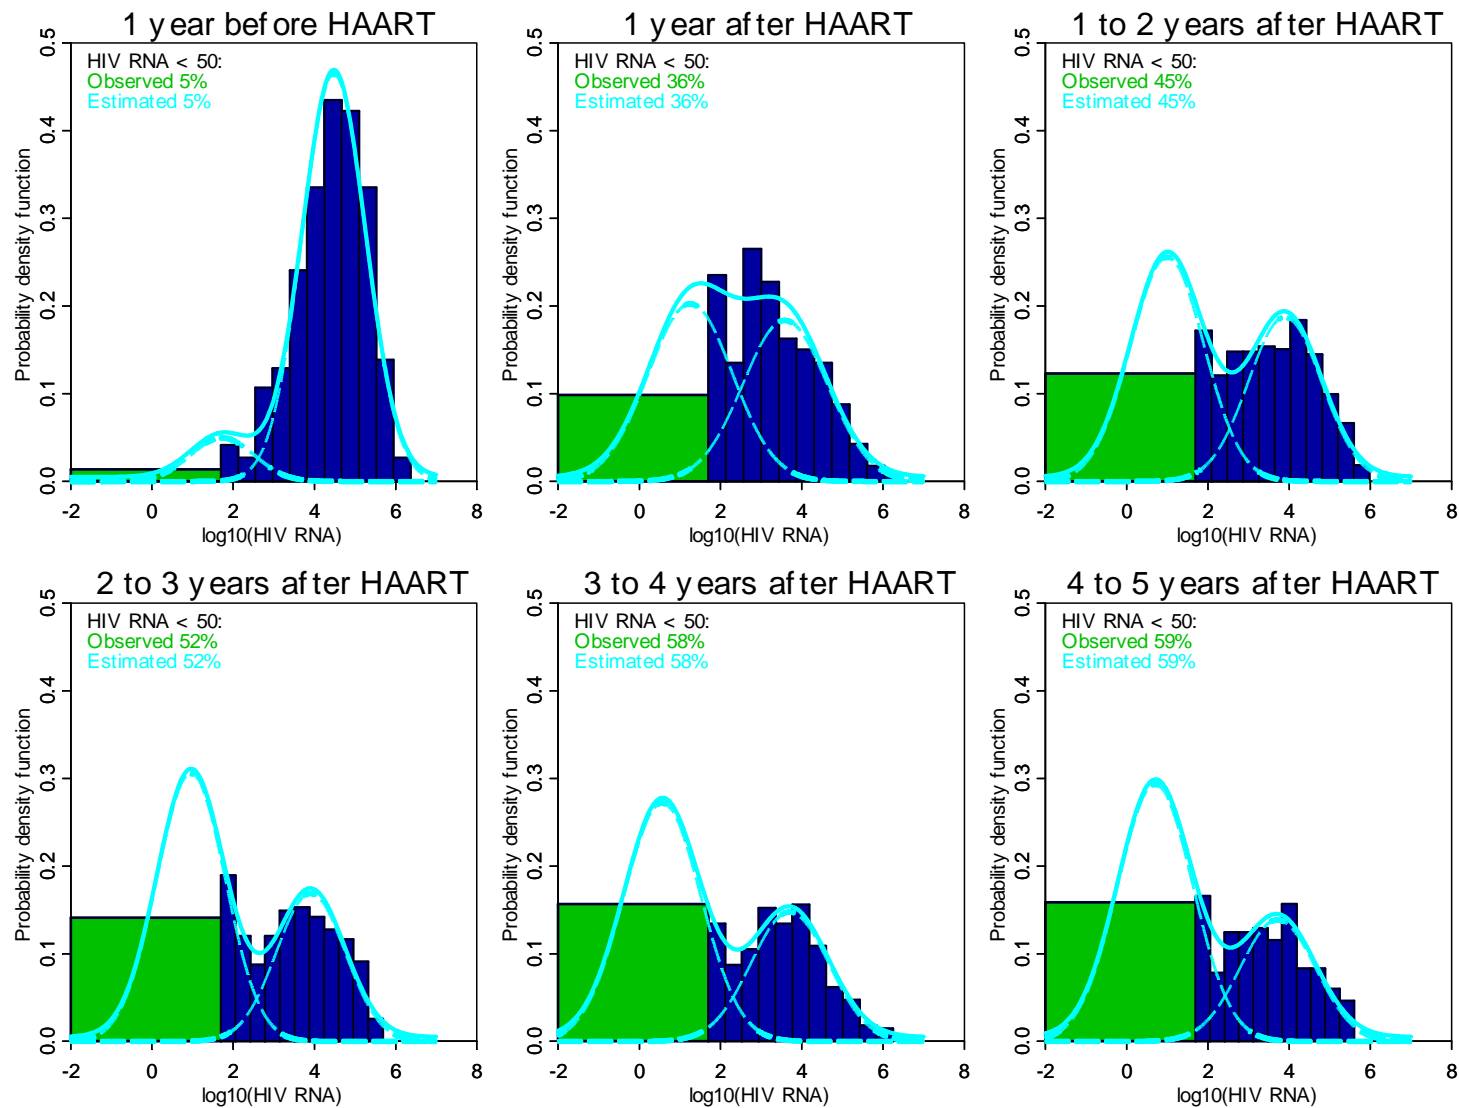 1 year before HAART
HIV RNA < 50:
Observed 5%
Estimated 5%
Probability density function
0.0 0.1 0.2 0.3 0.4 0.5
-2 0 2 4 6 8
log10(HIV RNA)
1 year after HAART
HIV RNA < 50:
Observed 36%
Estimated 36%
Probability density function
0.0 0.1 0.2 0.3 0.4 0.5
-2 0 2 4 6 8
log10(HIV RNA)
1 to 2 years after HAART
HIV RNA < 50:
Observed 45%
Estimated 45%
Probability density function
0.0 0.1 0.2 0.3 0.4 0.5
-2 0 2 4 6 8
log10(HIV RNA)
2 to 3 years after HAART
HIV RNA < 50:
Observed 52%
Estimated 52%
Probability density function
0.0 0.1 0.2 0.3 0.4 0.5
-2 0 2 4 6 8
log10(HIV RNA)
3 to 4 years after HAART
HIV RNA < 50:
Observed 58%
Estimated 58%
Probability density function
0.0 0.1 0.2 0.3 0.4 0.5
-2 0 2 4 6 8
log10(HIV RNA)
4 to 5 years after HAART
HIV RNA < 50:
Observed 59%
Estimated 59%
Probability density function
0.0 0.1 0.2 0.3 0.4 0.5
-2 0 2 4 6 8
log10(HIV RNA)